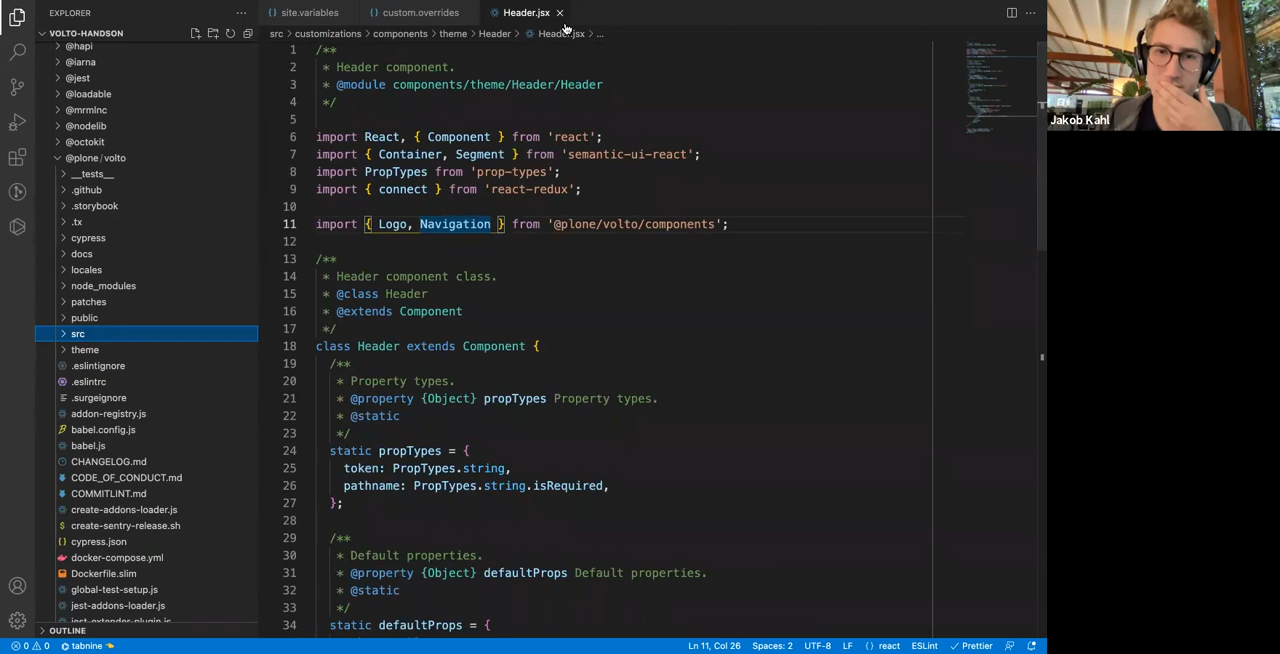 EXPLORER
VOLTO-HANDSON
@hapi
@iarna
@jest
@loadable
@mrmlnc
@nodelib
@octokit
@plone/volto
__tests__
.github
.storybook
.tx
cypress
docs
locales
node_modules
patches
public
src
theme
.eslintignore
.eslintrc
.surgeignore
addon-registry.js
babel.config.js
babel.js
CHANGELOG.md
CODE_OF_CONDUCT.md
COMMITLINT.md
create-addons-loader.js
create-sentry-release.sh
cypress.json
docker-compose.yml
Dockerfile.slim
global-test-setup.js
jest-addons-loader.js
jest-extender-plugin.js
OUTLINE
site.variables
custom.overrides
Header.jsx
src > customizations > components > theme > Header > Header.jsx > ...
1 /**
2 * Header component.
3 * @module components/theme/Header/Header
4 */
5
6 import React, { Component } from 'react';
7 import { Container, Segment } from 'semantic-ui-react';
8 import PropTypes from 'prop-types';
9 import { connect } from 'react-redux';
10
11 import { Logo, Navigation } from '@plone/volto/components';
12
13 /**
14 * Header component class.
15 * @class Header
16 * @extends Component
17 */
18 class Header extends Component {
19 /**
20 * Property types.
21 * @property {Object} propTypes Property types.
22 * @static
23 */
24 static propTypes = {
25 token: PropTypes.string,
26 pathname: PropTypes.string.isRequired,
27 };
28
29 /**
30 * Default properties.
31 * @property {Object} defaultProps Default properties.
32 * @static
33 */
34 static defaultProps = {
Jakob Kahl
0 0 tabnine Ln 11, Col 26 Spaces: 2 UTF-8 LF { } react ESLint Prettier